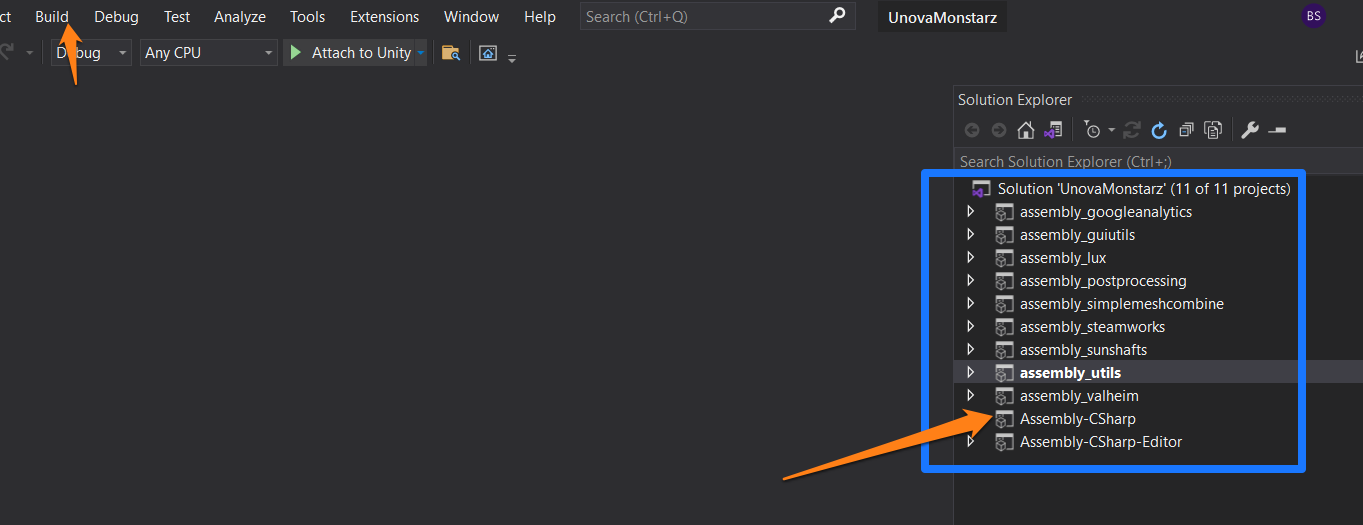 ct Build Debug Test Analyze Tools Extensions Window Help Search (Ctrl+Q) UnovaMonstarz BS
Debug Any CPU Attach to Unity
Solution Explorer
Search Solution Explorer (Ctrl+;)
Solution 'UnovaMonstarz' (11 of 11 projects)
assembly_googleanalytics
assembly_guiutils
assembly_lux
assembly_postprocessing
assembly_simplemeshcombine
assembly_steamworks
assembly_sunshafts
assembly_utils
assembly_valheim
Assembly-CSharp
Assembly-CSharp-Editor